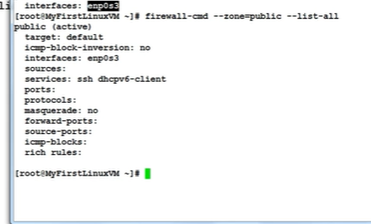 li interfaces: enp0s3
[root@MyFirstLinuxVM ~]# firewall-cmd --zone=public --list-all
public (active)
target: default
icmp-block-inversion: no
interfaces: enp0s3
sources:
services: ssh dhcpv6-client
ports:
protocols:
masquerade: no
forward-ports:
source-ports:
icmp-blocks:
rich rules:
[root@MyFirstLinuxVM ~]#